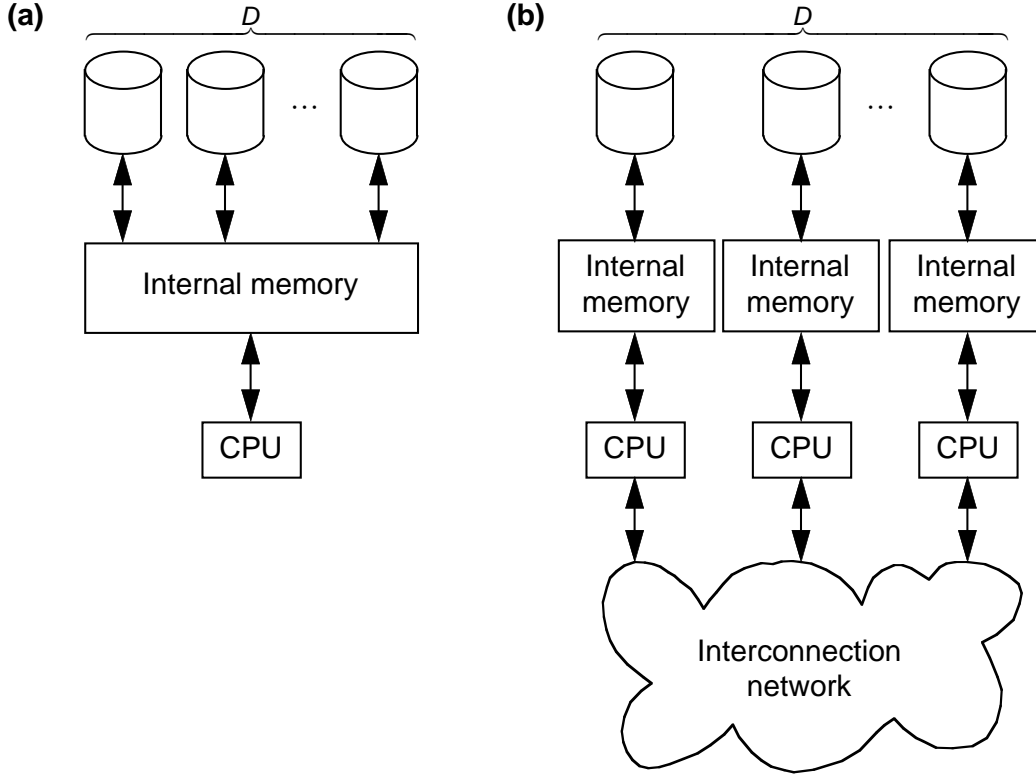 (a)
D
…
Internal memory
CPU
(b)
D
…
Internal
memory
Internal
memory
Internal
memory
CPU
CPU
CPU
Interconnection
network